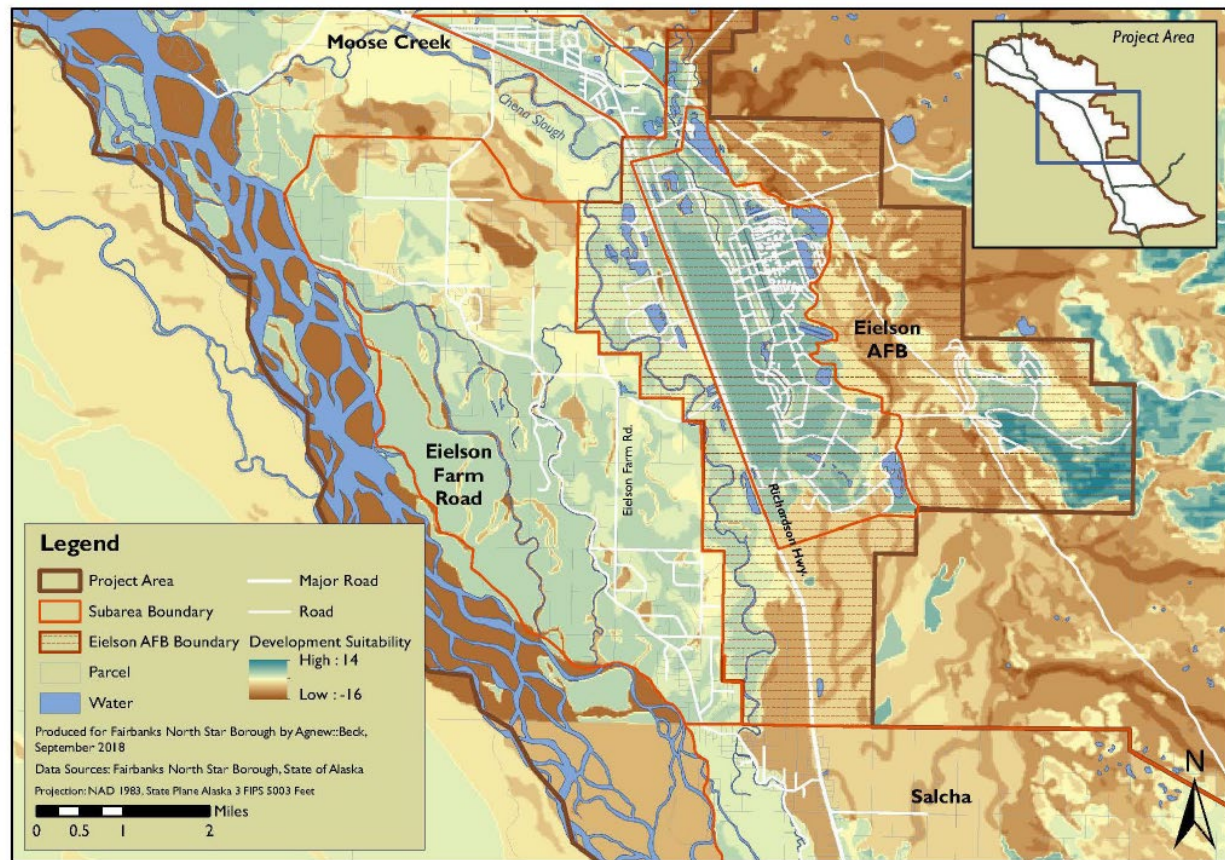 Moose Creek
Project Area
Chena Slough
Eielson
AFB
Eielson
Farm
Road
Eielson Farm Rd.
Richardson Hwy.
Salcha
N
Legend
Project Area
Subarea Boundary
Eielson AFB Boundary
Parcel
Water
Major Road
Road
Development Suitability
High : 14
Low : -16
Produced for Fairbanks North Star Borough by Agnew::Beck,
September 2018
Data Sources: Fairbanks North Star Borough, State of Alaska
Projection: NAD 1983, State Plane Alaska 3 FIPS 5003 Feet
Miles
0 0.5 1 2